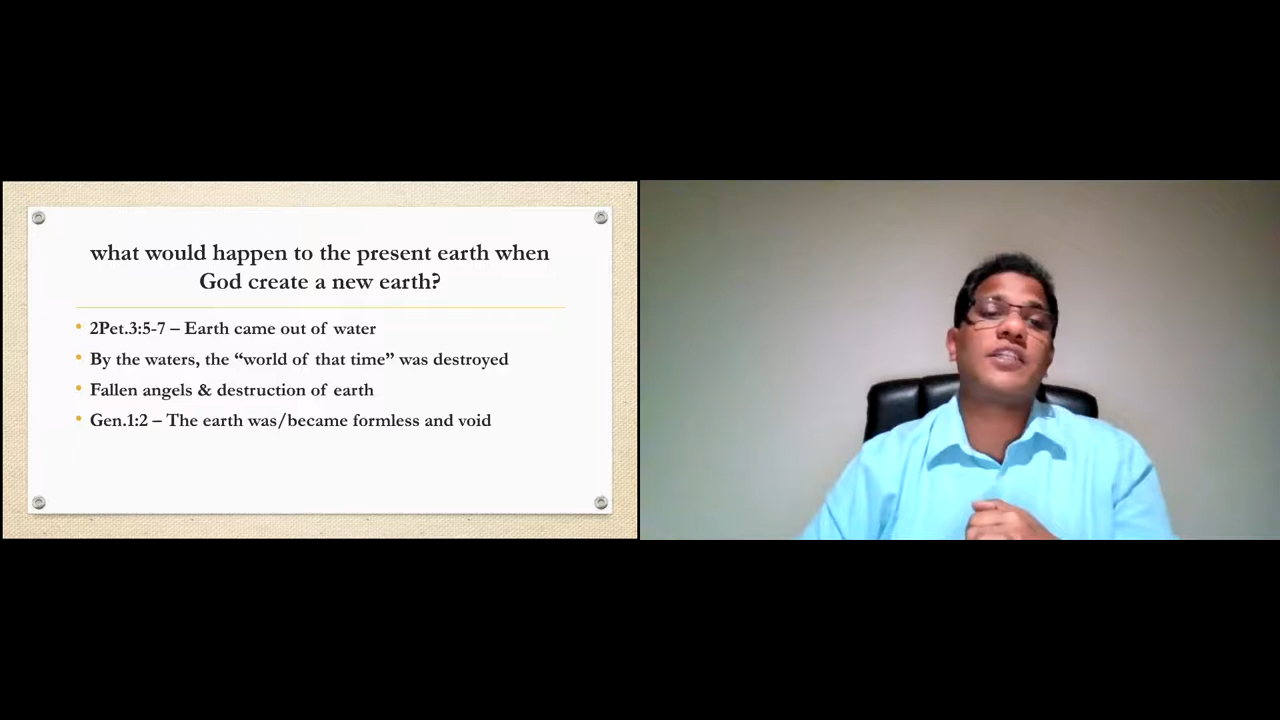 what would happen to the present earth when
God create a new earth?
• 2Pet.3:5-7 – Earth came out of water
• By the waters, the “world of that time” was destroyed
• Fallen angels & destruction of earth
• Gen.1:2 – The earth was/became formless and void